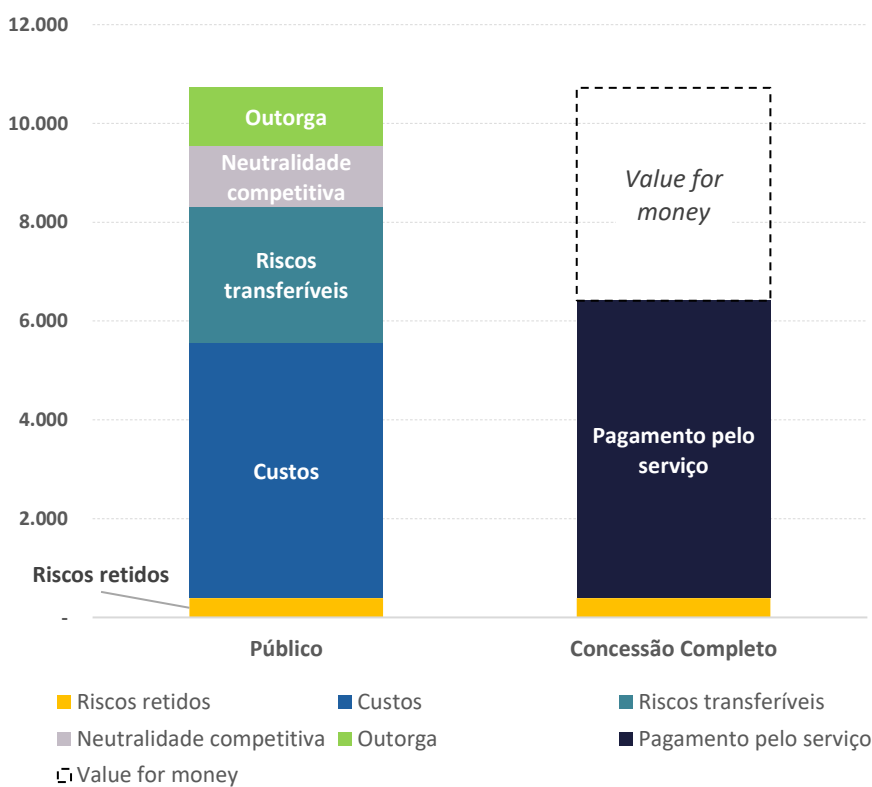 12.000
10.000
8.000
6.000
4.000
2.000
-
Outorga
Neutralidade
competitiva
Riscos
transferíveis
Custos
Riscos retidos
Value for
money
Pagamento pelo
serviço
Público
Concessão Completo
Riscos retidos
Custos
Riscos transferíveis
Neutralidade competitiva
Outorga
Pagamento pelo serviço
Value for money